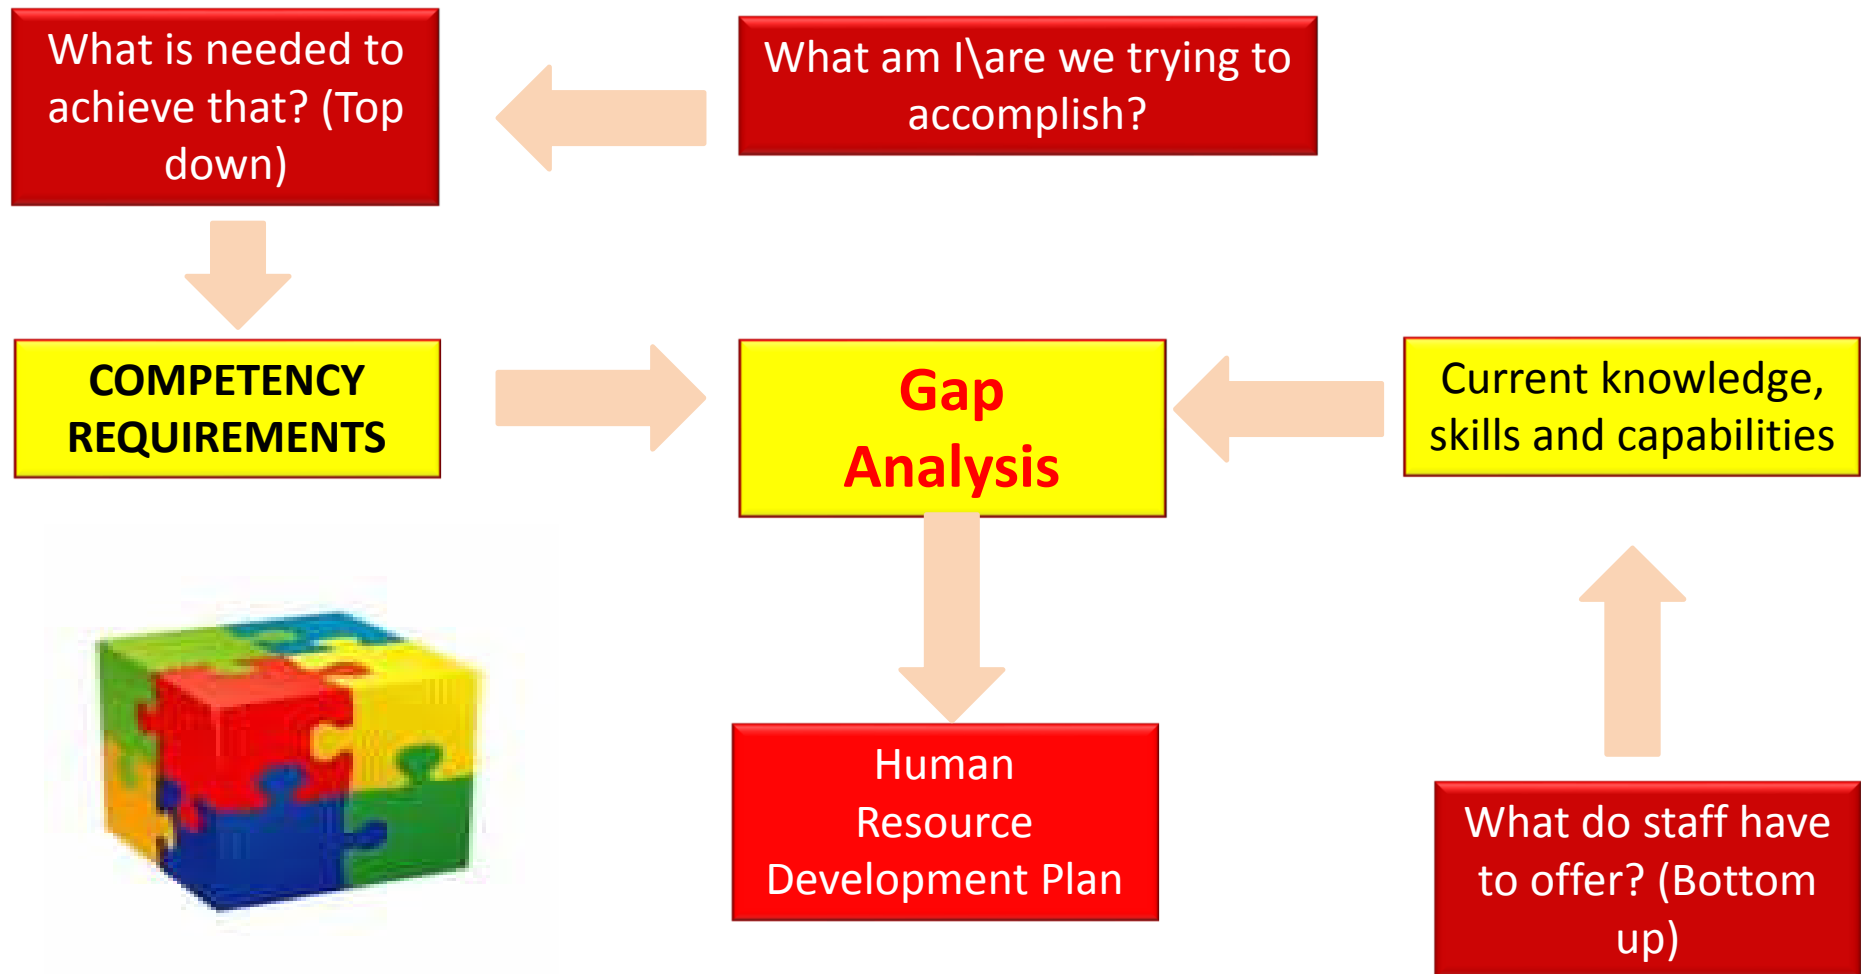 What is needed to
achieve that? (Top
down)
What am I\are we trying to
accomplish?
COMPETENCY
REQUIREMENTS
Gap
Analysis
Current knowledge,
skills and capabilities
Human
Resource
Development Plan
What do staff have
to offer? (Bottom
up)